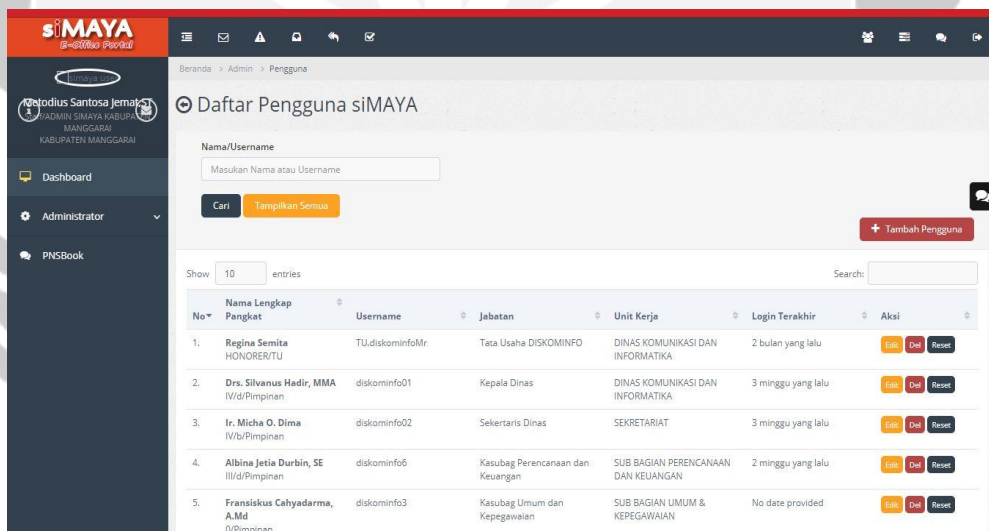 siMAYA
E-Office Portal
simaya user
Metodius Santosa Jemat,ST
MANGGARAI
KABUPATEN MANGGARAI
Dashboard
Administrator
PNSBook
Beranda > Admin > Pengguna
Daftar Pengguna siMAYA
Nama/Username
Masukan Nama atau Username
Cari Tampilkan Semua
+ Tambah Pengguna
Show 10 entries Search:
No Nama Lengkap Pangkat Username Jabatan Unit Kerja Login Terakhir Aksi
1. Regina Semita TU.diskominfoMr Tata Usaha DISKOMINFO DINAS KOMUNIKASI DAN 2 bulan yang lalu Edit Del Reset
HONORER/TU INFORMATIKA
2. Drs. Silvanus Hadir, MMA diskominfo01 Kepala Dinas DINAS KOMUNIKASI DAN 3 minggu yang lalu Edit Del Reset
IV/d/Pimpinan INFORMATIKA
3. Ir. Micha O. Dima diskominfo02 Sekertaris Dinas SEKRETARIAT 3 minggu yang lalu Edit Del Reset
IV/b/Pimpinan
4. Albina Jetia Durbin, SE diskominfo6 Kasubag Perencanaan dan SUB BAGIAN PERENCANAAN 2 minggu yang lalu Edit Del Reset
III/d/Pimpinan Keuangan DAN KEUANGAN
5. Fransiskus Cahyadarma, diskominfo3 Kasubag Umum dan SUB BAGIAN UMUM & No date provided Edit Del Reset
A.Md Kepegawaian KEPEGAWAIAN
0/Pimpinan